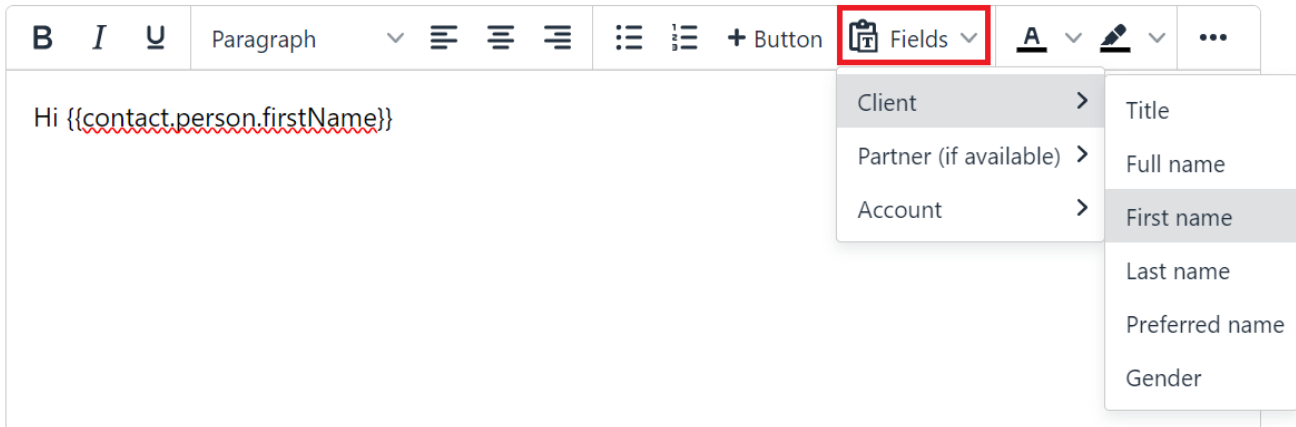 B I U Paragraph + Button Fields A •••
Hi {{contact.person.firstName}}
Client
Partner (if available)
Account
Title
Full name
First name
Last name
Preferred name
Gender